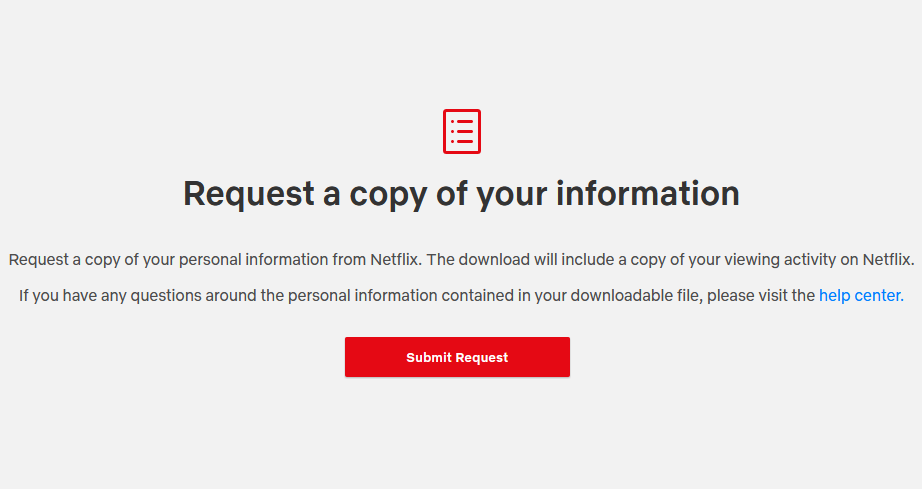 Request a copy of your information
Request a copy of your personal information from Netflix. The download will include a copy of your viewing activity on Netflix.
If you have any questions around the personal information contained in your downloadable file, please visit the help center.
Submit Request